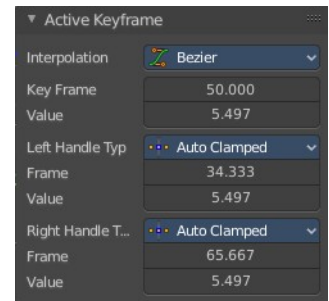 Active Keyframe
Interpolation Bezier
Key Frame 50.000
Value 5.497
Left Handle Typ Auto Clamped
Frame 34.333
Value 5.497
Right Handle T... Auto Clamped
Frame 65.667
Value 5.497